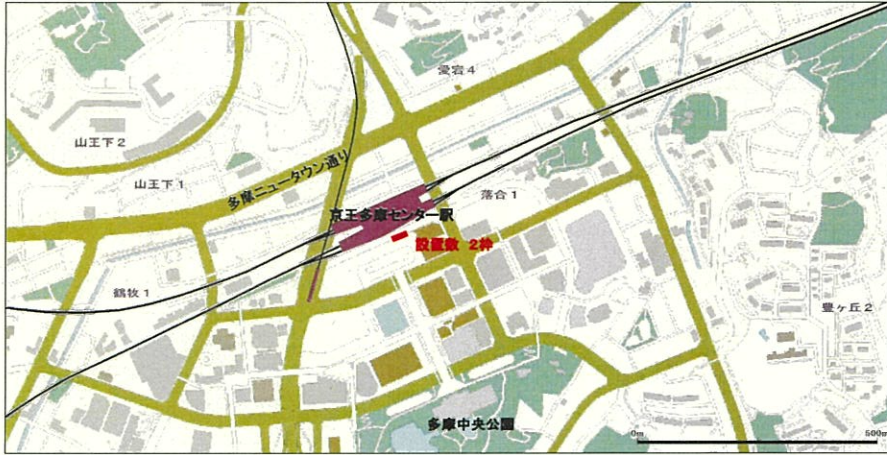 愛宕4
山王下2
山王下1
多摩ニュータウン通り
落合1
京王多摩センター駅
設置数 2枠
鶴牧1
豊ヶ丘2
多摩中央公園
0m
500m